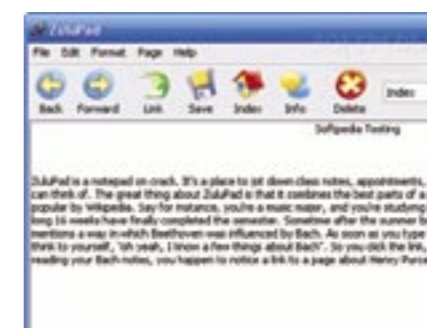 ZuluPad
File Edit Format Page Help
Back Forward Link Save Index Info Delete Index
Softpedia Testing
ZuluPad is a notepad on crack. It's a place to jot down class notes, appointments,
can think of. The great thing about ZuluPad is that it combines the best parts of a
popular by Wikipedia. Say for instance, you're a music major, and you're studying
long 16 weeks have finally completed the semester. Sometime after the summer b
mentions a way in which Beethoven was influenced by Bach. As soon as you type
think to yourself, "oh yeah, I know a few things about Bach". So you click the link,
reading your Bach notes, you happen to notice a link to a page about Henry Purce